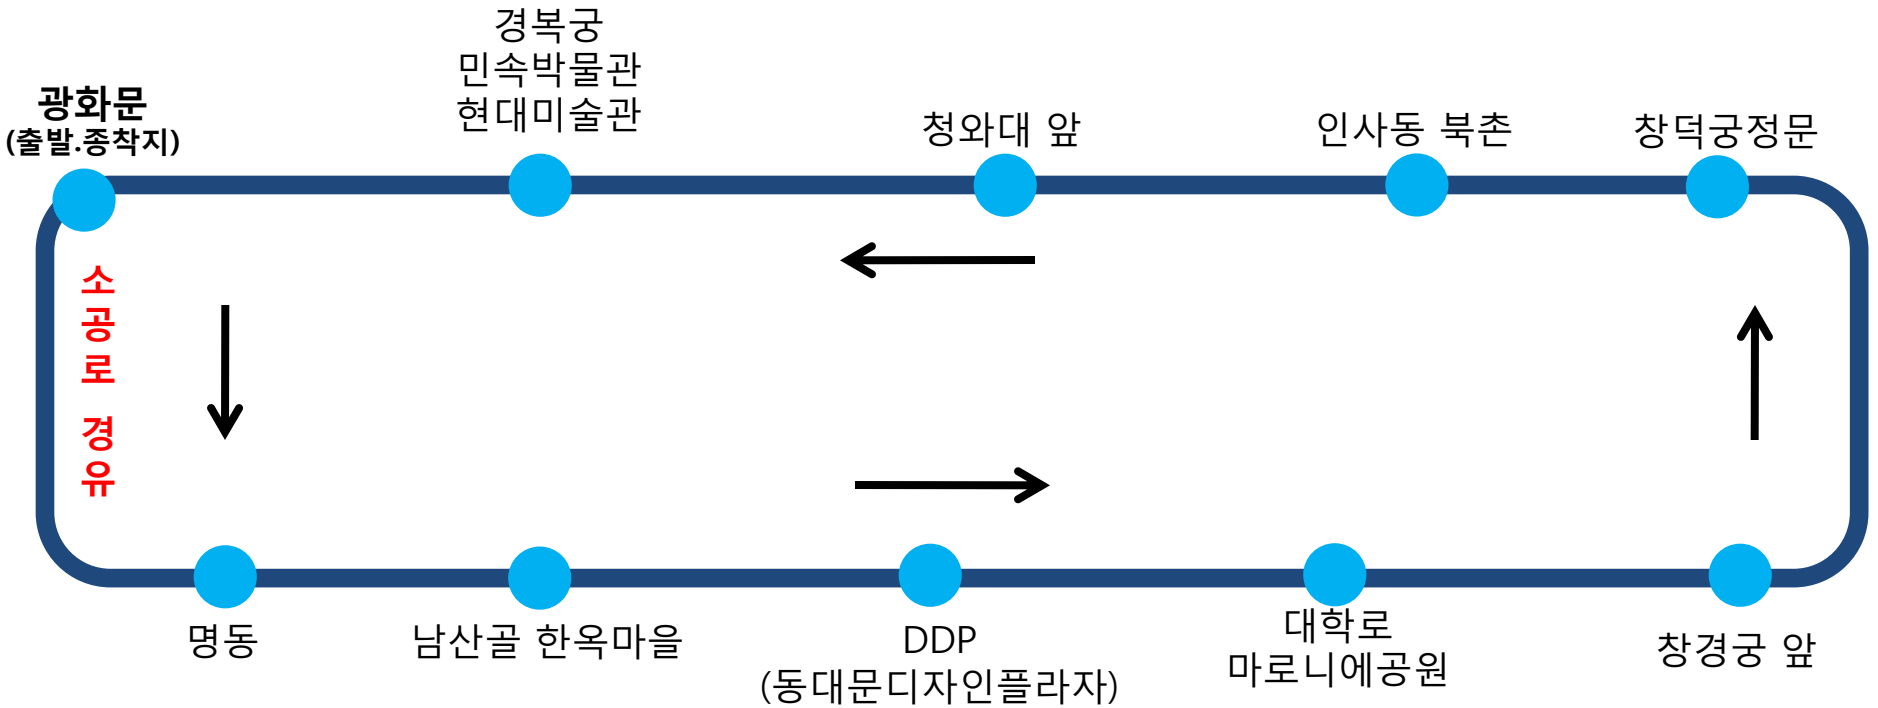 경복궁
민속박물관
현대미술관
광화문
(출발.종착지)
청와대 앞
인사동 북촌
창덕궁정문
소공로 경유
명동
남산골 한옥마을
DDP
(동대문디자인플라자)
대학로
마로니에공원
창경궁 앞